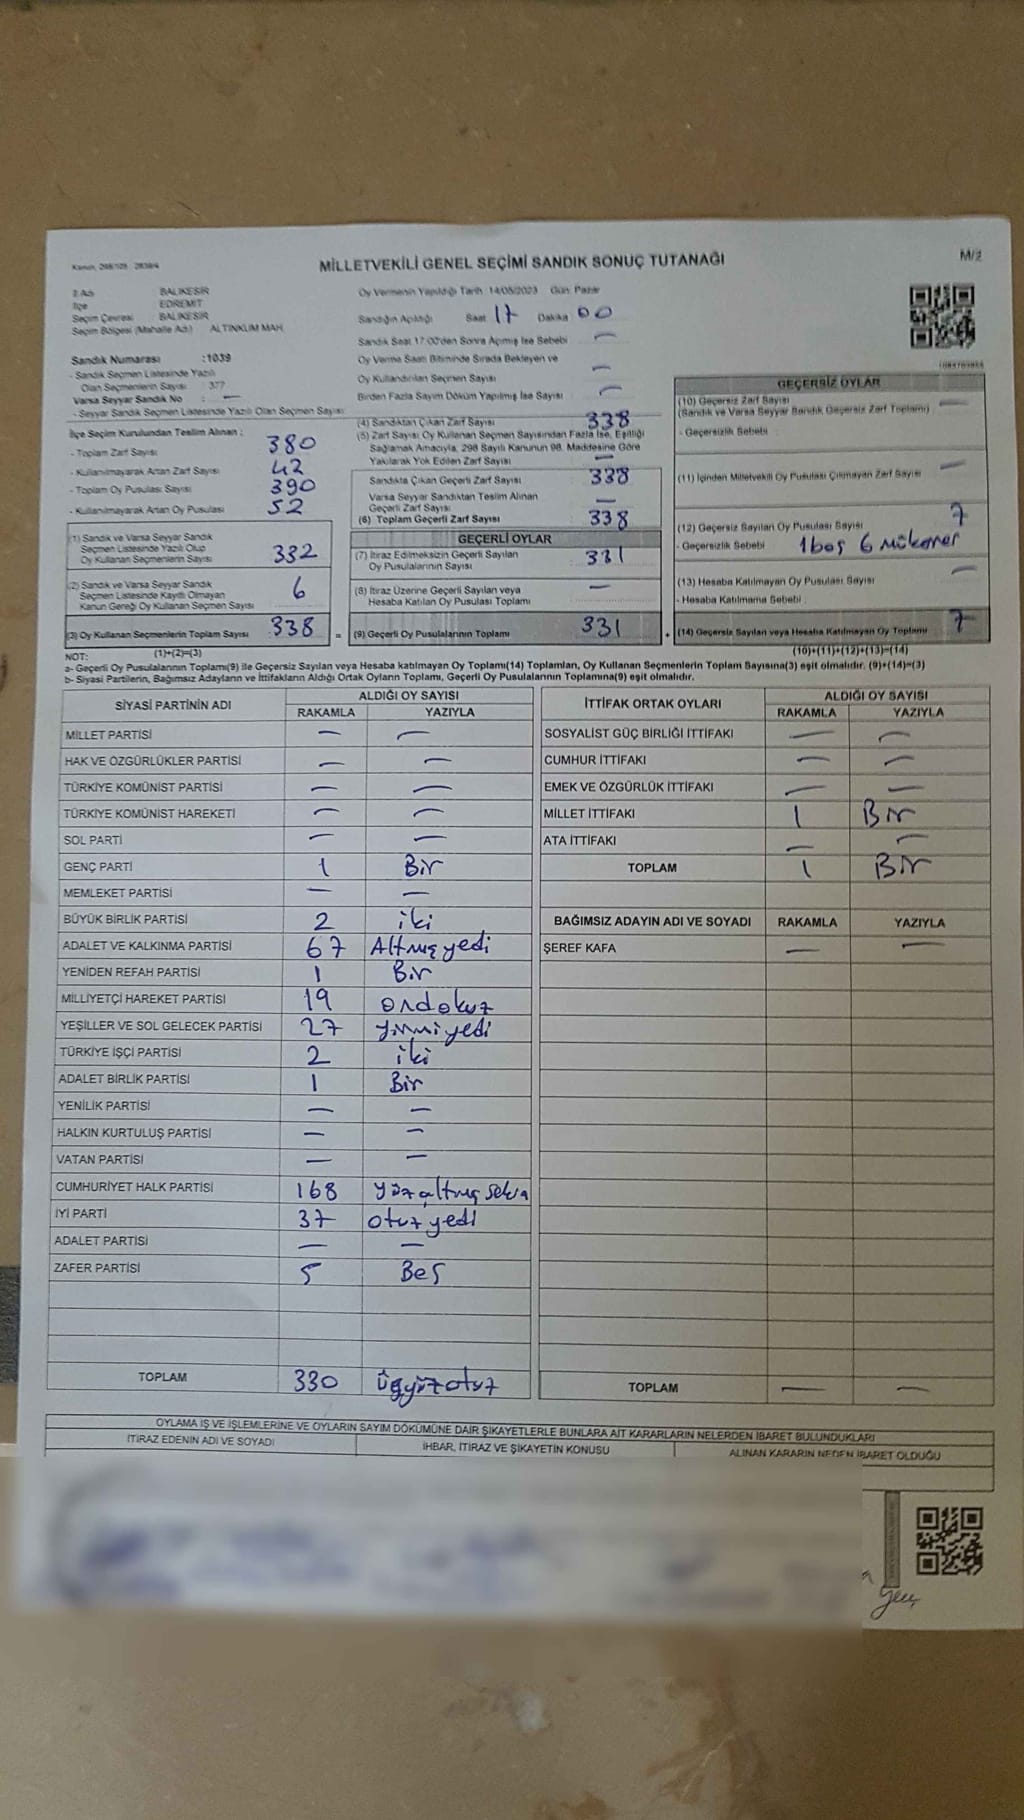 Kanun, 298/105 2839/4
MİLLETVEKİLİ GENEL SEÇİMİ SANDIK SONUÇ TUTANAĞI
M/2
İl Adı BALIKESİR
İlçe EDREMİT
Seçim Çevresi BALIKESİR
Seçim Bölgesi (Mahalle Adı) ALTINKUM MAH.
Sandık Numarası :1039
- Sandık Seçmen Listesinde Yazılı
Olan Seçmenlerin Sayısı : 377
Varsa Seyyar Sandık No : —
- Seyyar Sandık Seçmen Listesinde Yazılı Olan Seçmen Sayısı:
İlçe Seçim Kurulundan Teslim Alınan :
- Toplam Zarf Sayısı 380
- Kullanılmayarak Artan Zarf Sayısı 42
- Toplam Oy Pusulası Sayısı 390
- Kullanılmayarak Artan Oy Pusulası 52
(1) Sandık ve Varsa Seyyar Sandık
Seçmen Listesinde Yazılı Olup
Oy Kullanan Seçmenlerin Sayısı 332
(2) Sandık ve Varsa Seyyar Sandık
Seçmen Listesinde Kayıtlı Olmayan
Kanun Gereği Oy Kullanan Seçmen Sayısı 6
(3) Oy Kullanan Seçmenlerin Toplam Sayısı :338 =
Oy Vermenin Yapıldığı Tarih :14/05/2023 Gün: Pazar
Sandığın Açıldığı Saat 17 Dakika 00
Sandık Saat 17:00'den Sonra Açılmış İse Sebebi —
Oy Verme Saati Bitiminde Sırada Bekleyen ve
Oy Kullandırılan Seçmen Sayısı —
Birden Fazla Sayım Döküm Yapılmış İse Sayısı : —
(4) Sandıktan Çıkan Zarf Sayısı 338
(5) Zarf Sayısı Oy Kullanan Seçmen Sayısından Fazla İse, Eşitliği
Sağlamak Amacıyla, 298 Sayılı Kanunun 98. Maddesine Göre
Yakılarak Yok Edilen Zarf Sayısı —
Sandıkta Çıkan Geçerli Zarf Sayısı 338
Varsa Seyyar Sandıktan Teslim Alınan
Geçerli Zarf Sayısı —
(6) Toplam Geçerli Zarf Sayısı 338
GEÇERLİ OYLAR
(7) İtiraz Edilmeksizin Geçerli Sayılan
Oy Pusulalarının Sayısı 331
(8) İtiraz Üzerine Geçerli Sayılan veya
Hesaba Katılan Oy Pusulası Toplamı —
(9) Geçerli Oy Pusulalarının Toplamı 331 +
GEÇERSİZ OYLAR
(10) Geçersiz Zarf Sayısı —
(Sandık ve Varsa Seyyar Sandık Geçersiz Zarf Toplamı)
- Geçersizlik Sebebi :
(11) İçinden Milletvekili Oy Pusulası Çıkmayan Zarf Sayısı —
(12) Geçersiz Sayılan Oy Pusulası Sayısı 7
- Geçersizlik Sebebi 1 boş 6 Mükerrer
(13) Hesaba Katılmayan Oy Pusulası Sayısı —
- Hesaba Katılmama Sebebi :
(14) Geçersiz Sayılan veya Hesaba Katılmayan Oy Toplamı 7
NOT: (1)+(2)=(3) (10)+(11)+(12)+(13)=(14)
a- Geçerli Oy Pusulalarının Toplamı(9) ile Geçersiz Sayılan veya Hesaba katılmayan Oy Toplamı(14) Toplamları, Oy Kullanan Seçmenlerin Toplam Sayısına(3) eşit olmalıdır. (9)+(14)=(3)
b- Siyasi Partilerin, Bağımsız Adayların ve İttifakların Aldığı Ortak Oyların Toplamı, Geçerli Oy Pusulalarının Toplamına(9) eşit olmalıdır.
SİYASİ PARTİNİN ADI ALDIĞI OY SAYISI
RAKAMLA YAZIYLA
MİLLET PARTİSİ — —
HAK VE ÖZGÜRLÜKLER PARTİSİ — —
TÜRKİYE KOMÜNİST PARTİSİ — —
TÜRKİYE KOMÜNİST HAREKETİ — —
SOL PARTİ — —
GENÇ PARTİ 1 Bir
MEMLEKET PARTİSİ — —
BÜYÜK BİRLİK PARTİSİ 2 iki
ADALET VE KALKINMA PARTİSİ 67 Altmış yedi
YENİDEN REFAH PARTİSİ 1 Bir
MİLLİYETÇİ HAREKET PARTİSİ 19 ondokuz
YEŞİLLER VE SOL GELECEK PARTİSİ 27 yirmi yedi
TÜRKİYE İŞÇİ PARTİSİ 2 iki
ADALET BİRLİK PARTİSİ 1 Bir
YENİLİK PARTİSİ — —
HALKIN KURTULUŞ PARTİSİ — —
VATAN PARTİSİ — —
CUMHURİYET HALK PARTİSİ 168 yüz altmış sekiz
İYİ PARTİ 37 otuz yedi
ADALET PARTİSİ — —
ZAFER PARTİSİ 5 Beş
TOPLAM 330 üçyüz otuz
İTTİFAK ORTAK OYLARI ALDIĞI OY SAYISI
RAKAMLA YAZIYLA
SOSYALİST GÜÇ BİRLİĞİ İTTİFAKI — —
CUMHUR İTTİFAKI — —
EMEK VE ÖZGÜRLÜK İTTİFAKI — —
MİLLET İTTİFAKI 1 Bir
ATA İTTİFAKI — —
TOPLAM 1 Bir
BAĞIMSIZ ADAYIN ADI VE SOYADI RAKAMLA YAZIYLA
ŞEREF KAFA — —
TOPLAM — —
OYLAMA İŞ VE İŞLEMLERİNE VE OYLARIN SAYIM DÖKÜMÜNE DAİR ŞİKAYETLERLE BUNLARA AİT KARARLARIN NELERDEN İBARET BULUNDUKLARI
İTİRAZ EDENİN ADI VE SOYADI İHBAR, İTİRAZ VE ŞİKAYETİN KONUSU ALINAN KARARIN NEDEN İBARET OLDUĞU